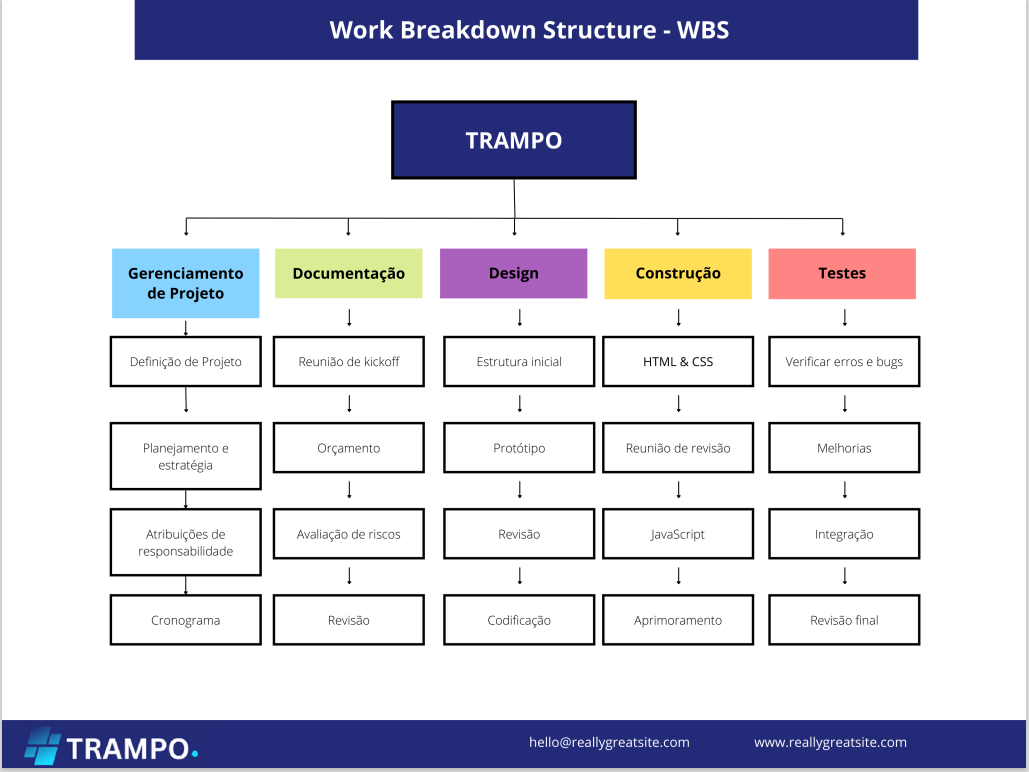 Work Breakdown Structure - WBS
TRAMPO
Gerenciamento
de Projeto
Documentação
Design
Construção
Testes
Definição de Projeto
Reunião de kickoff
Estrutura inicial
HTML & CSS
Verificar erros e bugs
Planejamento e
estratégia
Orçamento
Protótipo
Reunião de revisão
Melhorias
Atribuições de
responsabilidade
Avaliação de riscos
Revisão
JavaScript
Integração
Cronograma
Revisão
Codificação
Aprimoramento
Revisão final
TRAMPO.
hello@reallygreatsite.com
www.reallygreatsite.com